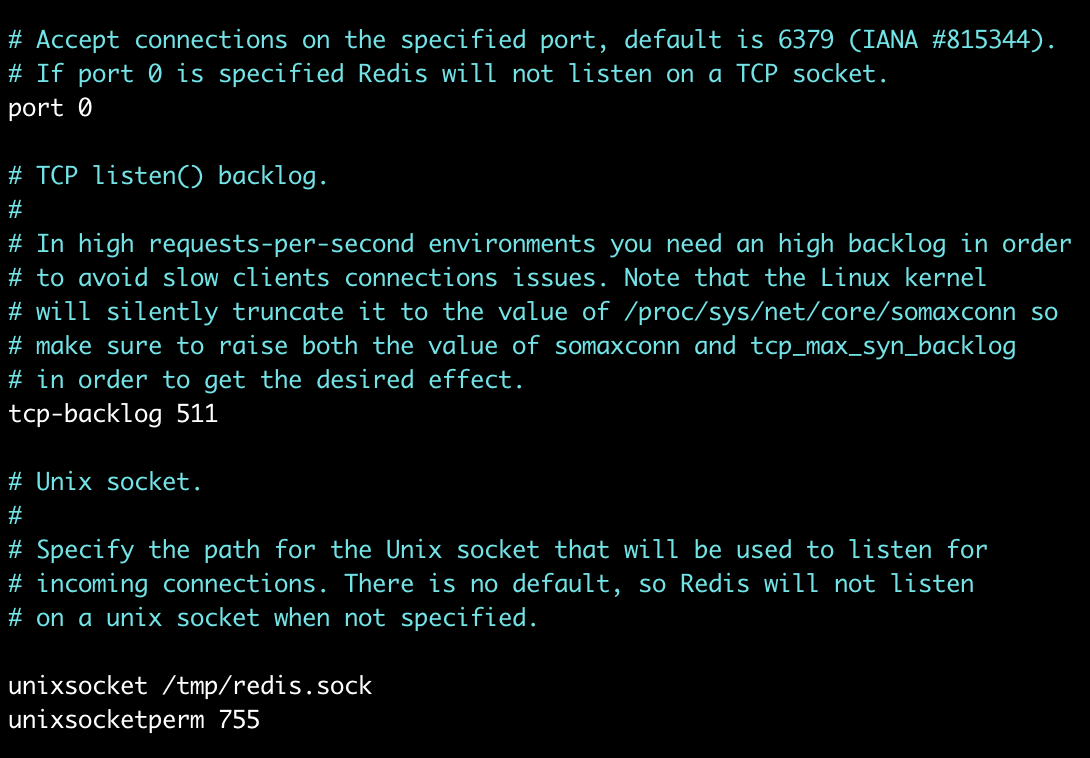 # Accept connections on the specified port, default is 6379 (IANA #815344).
# If port 0 is specified Redis will not listen on a TCP socket.
port 0
# TCP listen() backlog.
#
# In high requests-per-second environments you need an high backlog in order
# to avoid slow clients connections issues. Note that the Linux kernel
# will silently truncate it to the value of /proc/sys/net/core/somaxconn so
# make sure to raise both the value of somaxconn and tcp_max_syn_backlog
# in order to get the desired effect.
tcp-backlog 511
# Unix socket.
#
# Specify the path for the Unix socket that will be used to listen for
# incoming connections. There is no default, so Redis will not listen
# on a unix socket when not specified.
unixsocket /tmp/redis.sock
unixsocketperm 755